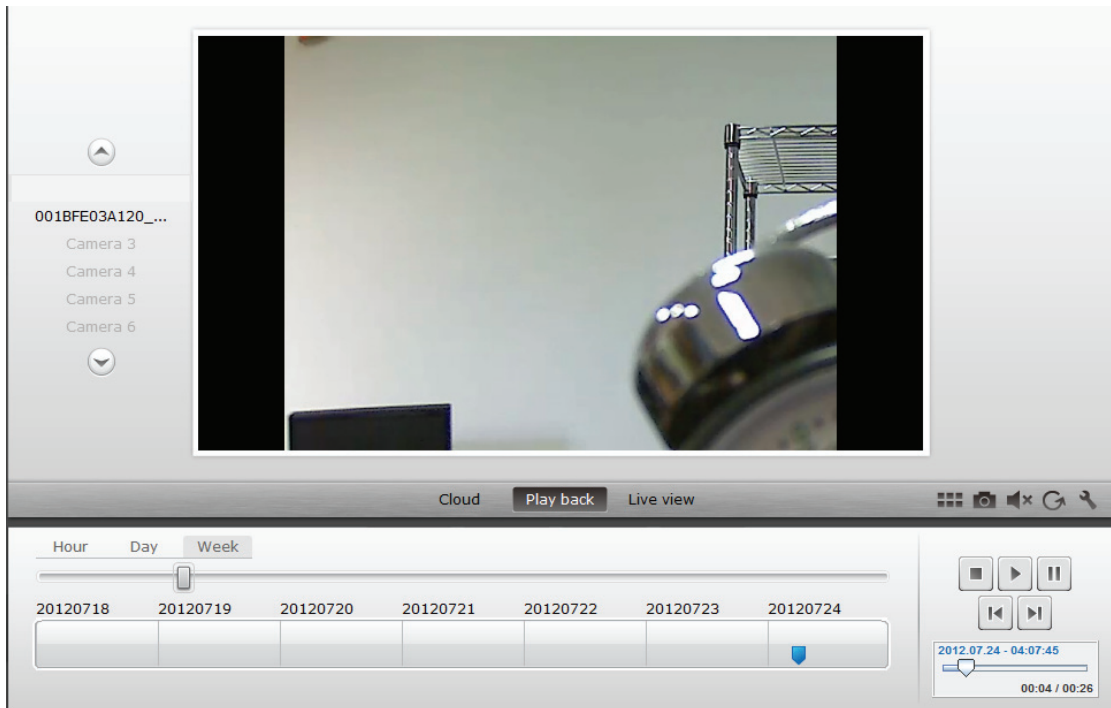 001BFE03A120_...
Camera 3
Camera 4
Camera 5
Camera 6
Cloud Play back Live view
Hour Day Week
20120718 20120719 20120720 20120721 20120722 20120723 20120724
2012.07.24 - 04:07:45
00:04 / 00:26